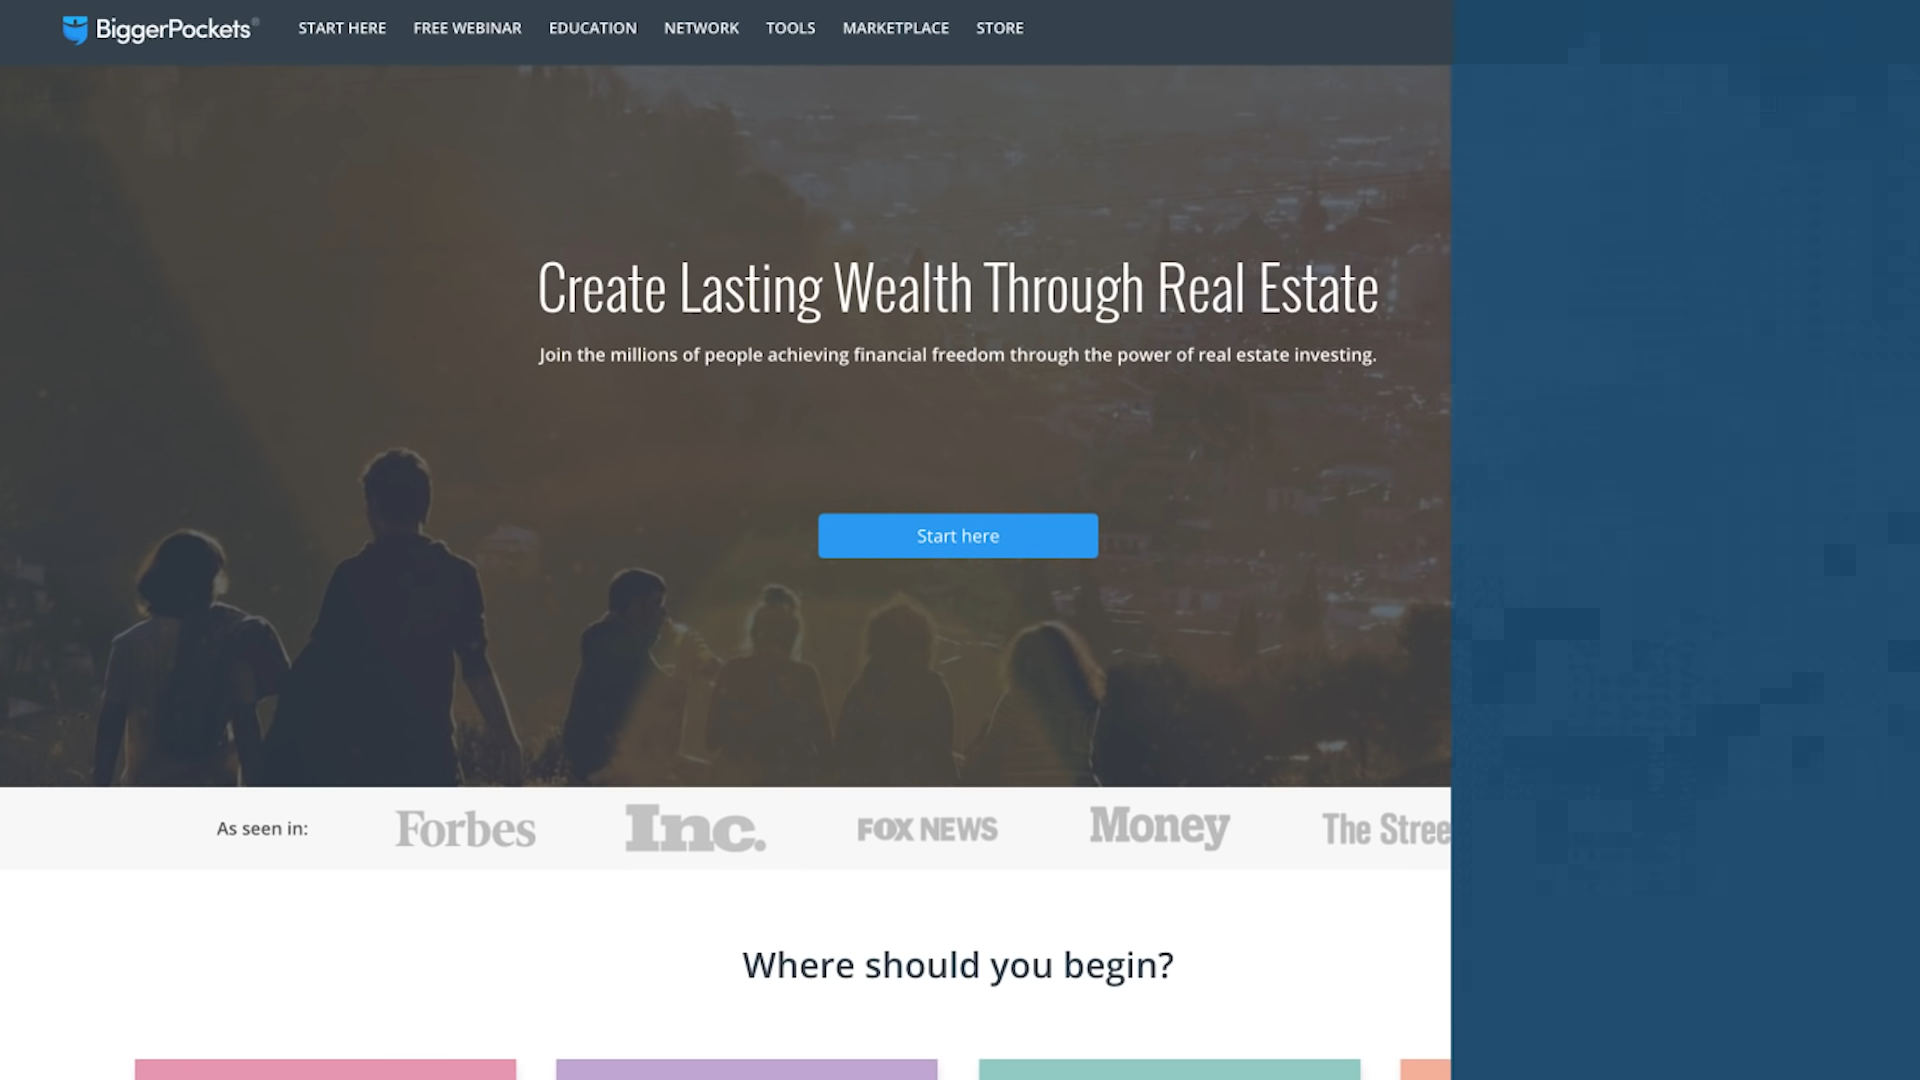 BiggerPockets®
START HERE
FREE WEBINAR
EDUCATION
NETWORK
TOOLS
MARKETPLACE
STORE
Create Lasting Wealth Through Real Estate
Join the millions of people achieving financial freedom through the power of real estate investing.
Start here
As seen in:
Forbes
Inc.
FOX NEWS
Money
The Stree
Where should you begin?